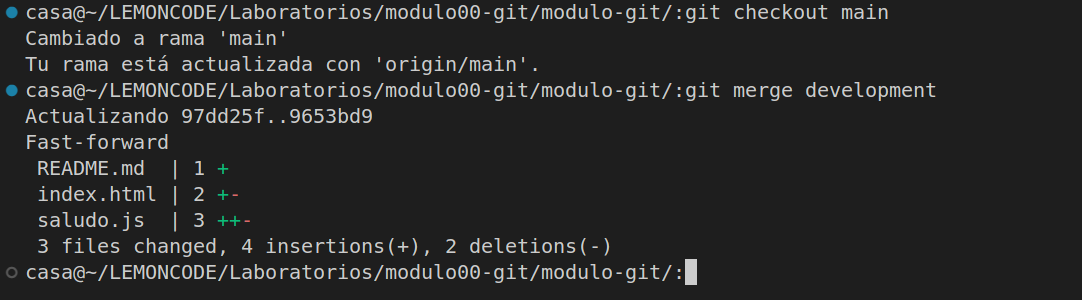 casa@~/LEMONCODE/Laboratorios/modulo00-git/modulo-git/:git checkout main
Cambiado a rama 'main'
Tu rama está actualizada con 'origin/main'.
casa@~/LEMONCODE/Laboratorios/modulo00-git/modulo-git/:git merge development
Actualizando 97dd25f..9653bd9
Fast-forward
 README.md  | 1 +
 index.html | 2 +-
 saludo.js  | 3 ++-
 3 files changed, 4 insertions(+), 2 deletions(-)
casa@~/LEMONCODE/Laboratorios/modulo00-git/modulo-git/: